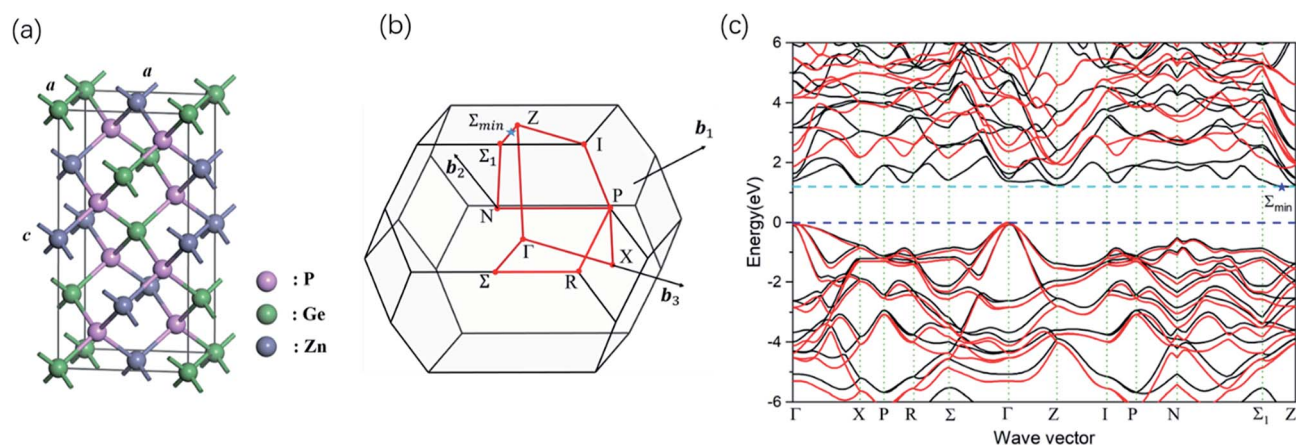 (a)
a
a
c
: P
: Ge
: Zn
(b)
Σmin
Z
Σ1
I
b1
b2
N
P
Γ
X
Σ
R
b3
(c)
Energy(eV)
6
4
2
0
-2
-4
-6
Σmin
Γ X P R Σ Γ Z I P N Σ1 Z
Wave vector